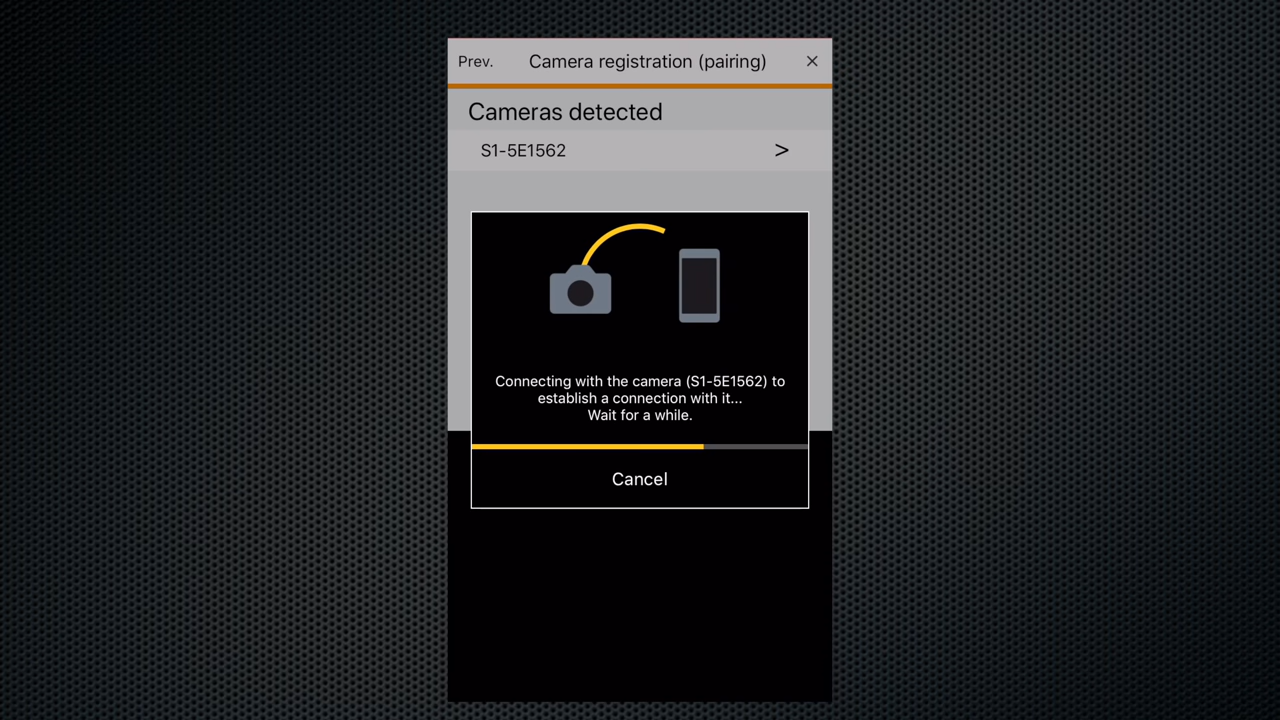 Prev.
Camera registration (pairing)
×
Cameras detected
S1-5E1562
>
Connecting with the camera (S1-5E1562) to
establish a connection with it...
Wait for a while.
Cancel